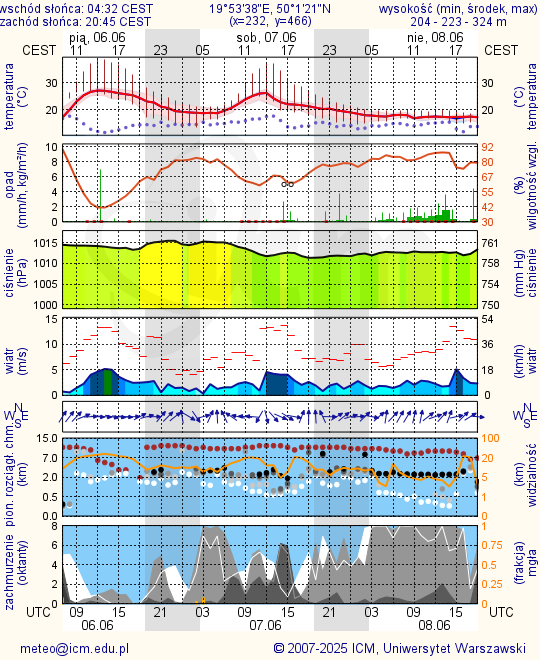 wschód słońca: 04:32 CEST
19°53'38"E, 50°1'21"N
wysokość (min, środek, max)
zachód słońca: 20:45 CEST
(x=232, y=466)
204 - 223 - 324 m
pią, 06.06
sob, 07.06
nie, 08.06
CEST 11 17 23 05 11 17 23 05 11 17 CEST
temperatura
(°C)
30
20
30
20
(°C)
temperatura
opad
(mm/h, kg/m²/h)
10
8
6
4
2
0
92
80
67
55
42
30
(%)
wilgotność wzgl.
ciśnienie
(hPa)
1015
1010
1005
1000
761
758
754
750
(mm Hg)
ciśnienie
wiatr
(m/s)
15
10
5
0
54
36
18
0
(km/h)
wiatr
N
W E
S
N
W E
S
pion. rozciągł. chm.
(km)
15.0
7.0
2.0
0.5
0.0
100
20
5
1
0
(km)
widzialność
zachmurzenie
(oktanty)
8
6
4
2
0
1
0.75
0.5
0.25
0
(frakcja)
mgła
UTC 09 15 21 03 09 15 21 03 09 15 UTC
06.06
07.06
08.06
meteo@icm.edu.pl
© 2007-2025 ICM, Uniwersytet Warszawski